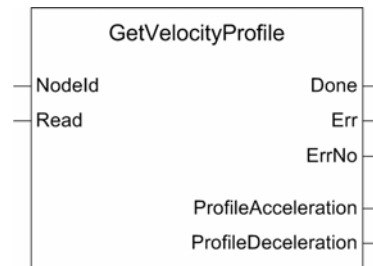 GetVelocityProfile
NodeId Done
Read Err
ErrNo
ProfileAcceleration
ProfileDeceleration